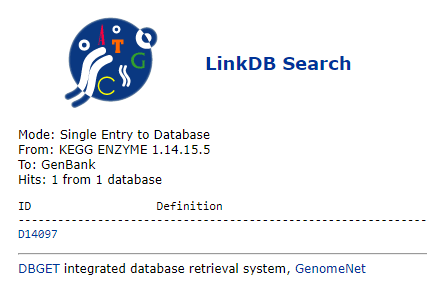 A T G C
LinkDB Search
Mode: Single Entry to Database
From: KEGG ENZYME 1.14.15.5
To: GenBank
Hits: 1 from 1 database
ID Definition
D14097
DBGET integrated database retrieval system, GenomeNet